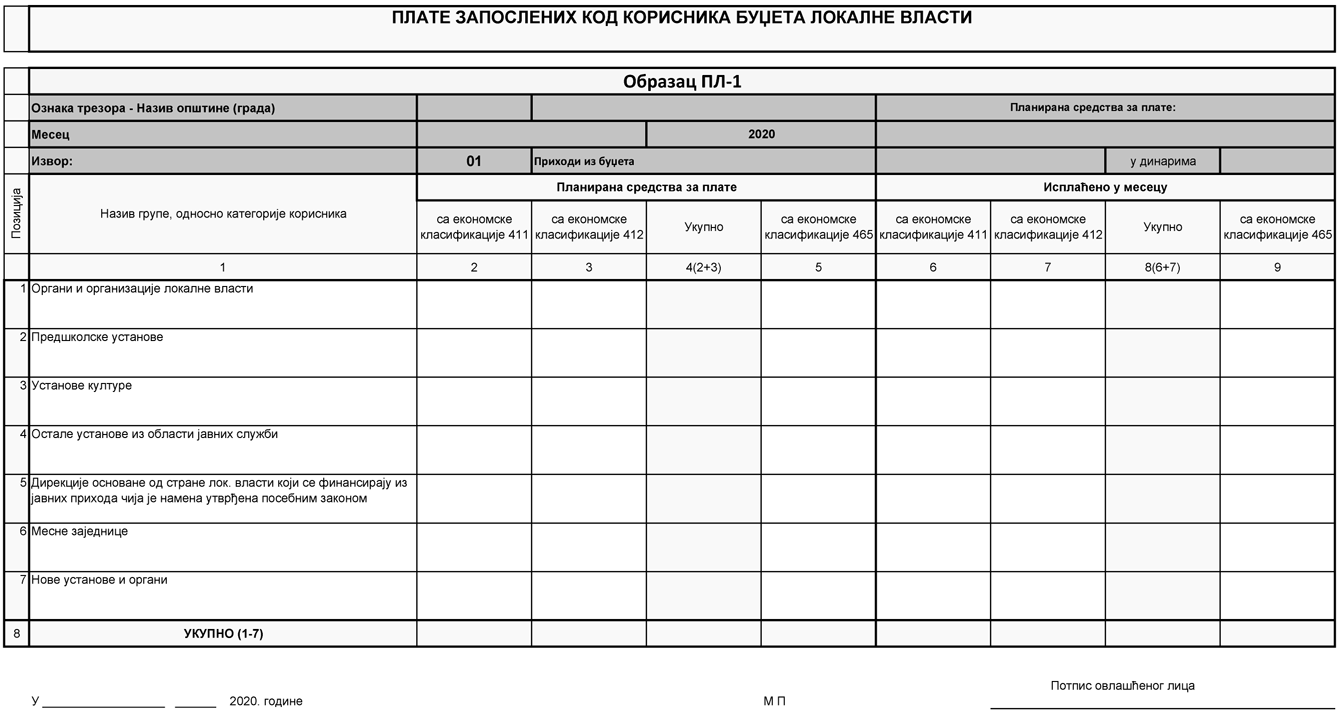 ПЛАТЕ ЗАПОСЛЕНИХ КОД КОРИСНИКА БУЏЕТА ЛОКАЛНЕ ВЛАСТИ
Образац ПЛ-1
Ознака трезора - Назив општине (града) Планирана средства за плате:
Месец 2020
Извор: 01 Приходи из буџета у динарима
Позиција
Назив групе, односно категорије корисника
Планирана средства за плате Исплаћено у месецу
са економске са економске Укупно са економске са економске са економске Укупно са економске
класификације 411 класификације 412 класификације 465 класификације 411 класификације 412 класификације 465
1 2 3 4(2+3) 5 6 7 8(6+7) 9
1 Органи и организације локалне власти
2 Предшколске установе
3 Установе културе
4 Остале установе из области јавних служби
5 Дирекције основане од стране лок. власти који се финансирају из
јавних прихода чија је намена утврђена посебним законом
6 Месне заједнице
7 Нове установе и органи
8 УКУПНО (1-7)
Потпис овлашћеног лица
У __________________ ______ 2020. године М П